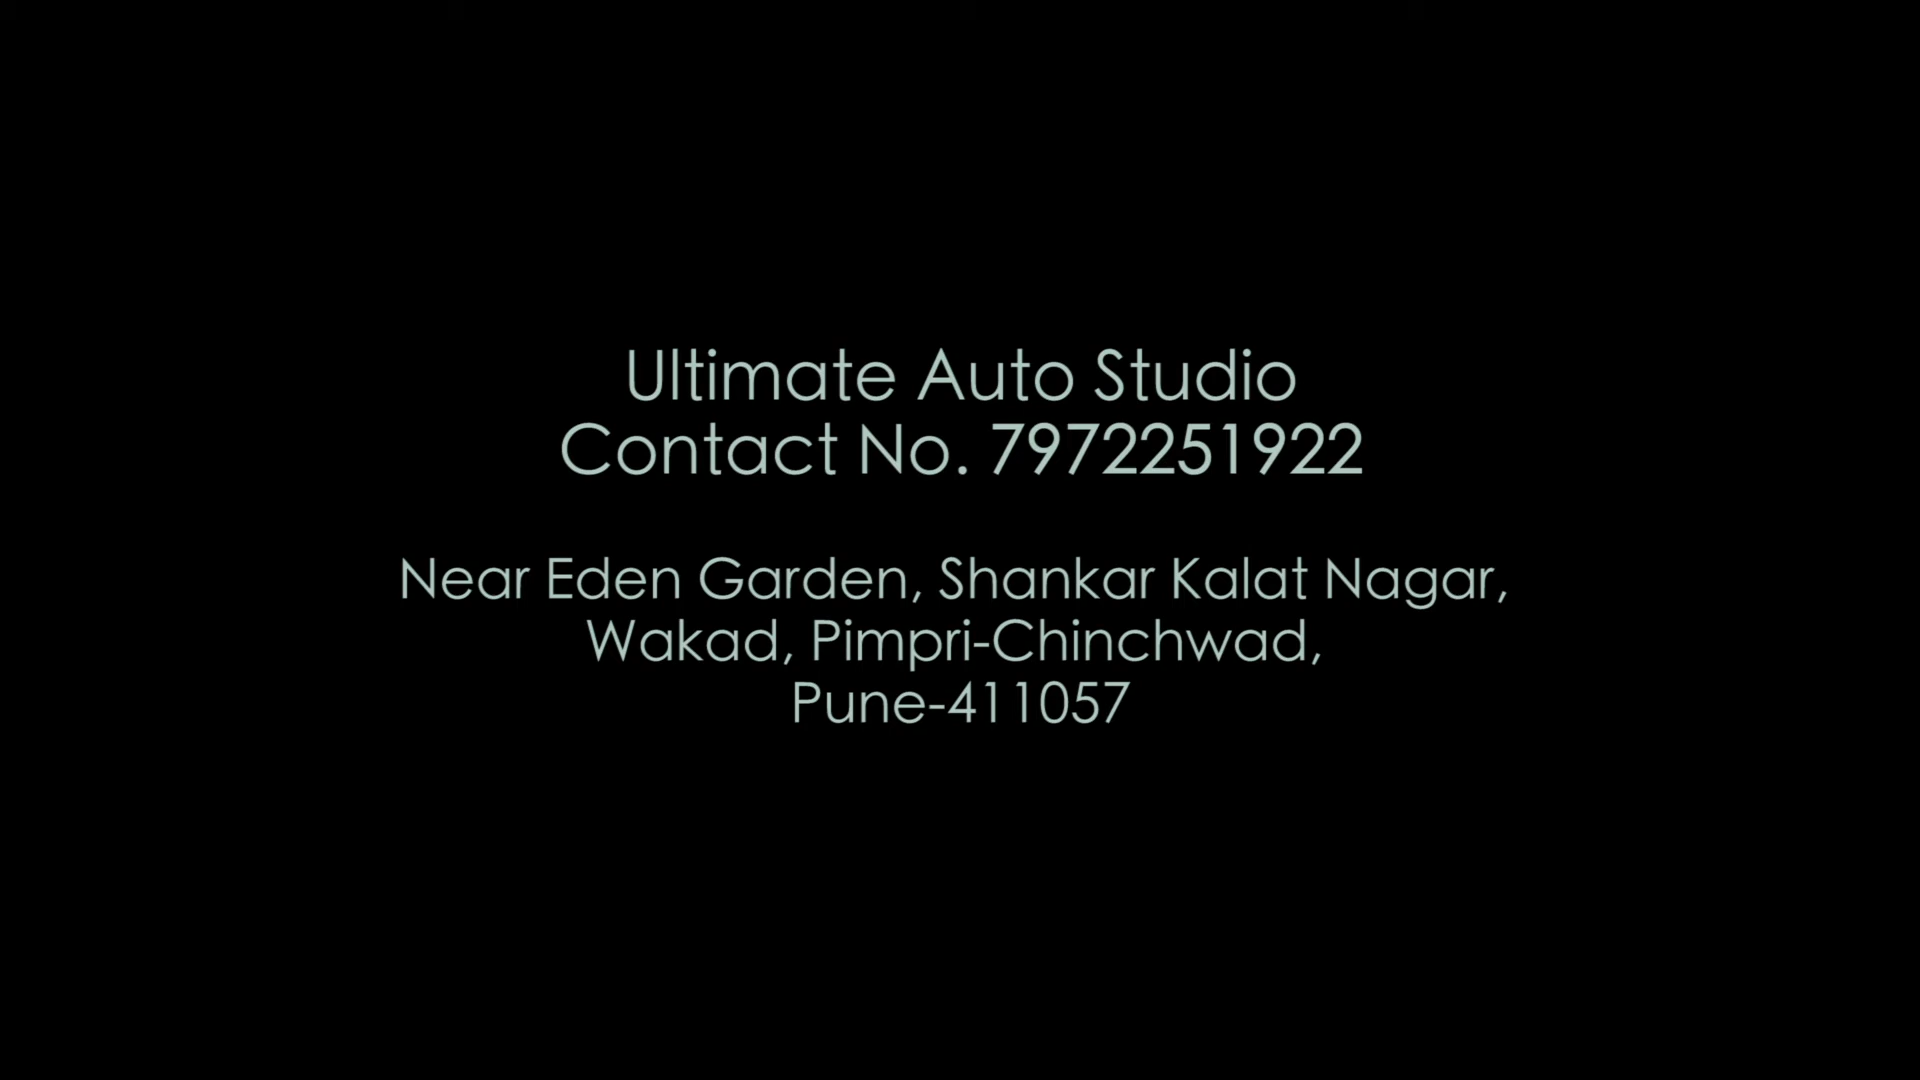 Ultimate Auto Studio
Contact No. 7972251922
Near Eden Garden, Shankar Kalat Nagar,
Wakad, Pimpri-Chinchwad,
Pune-411057